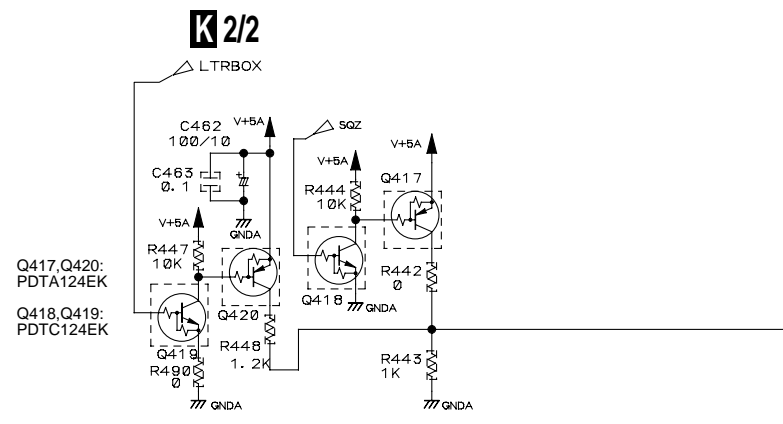 K 2/2
LTRBOX
C462
100/10
V+5A
SQZ
V+5A
C463
0.1
V+5A
Q417
R444
10K
V+5A
GNDA
R447
10K
Q417,Q420:
PDTA124EK
R442
0
Q418
GNDA
Q418,Q419:
PDTC124EK
Q420
R448
1.2K
Q419
R490
0
R443
1K
GNDA
GNDA